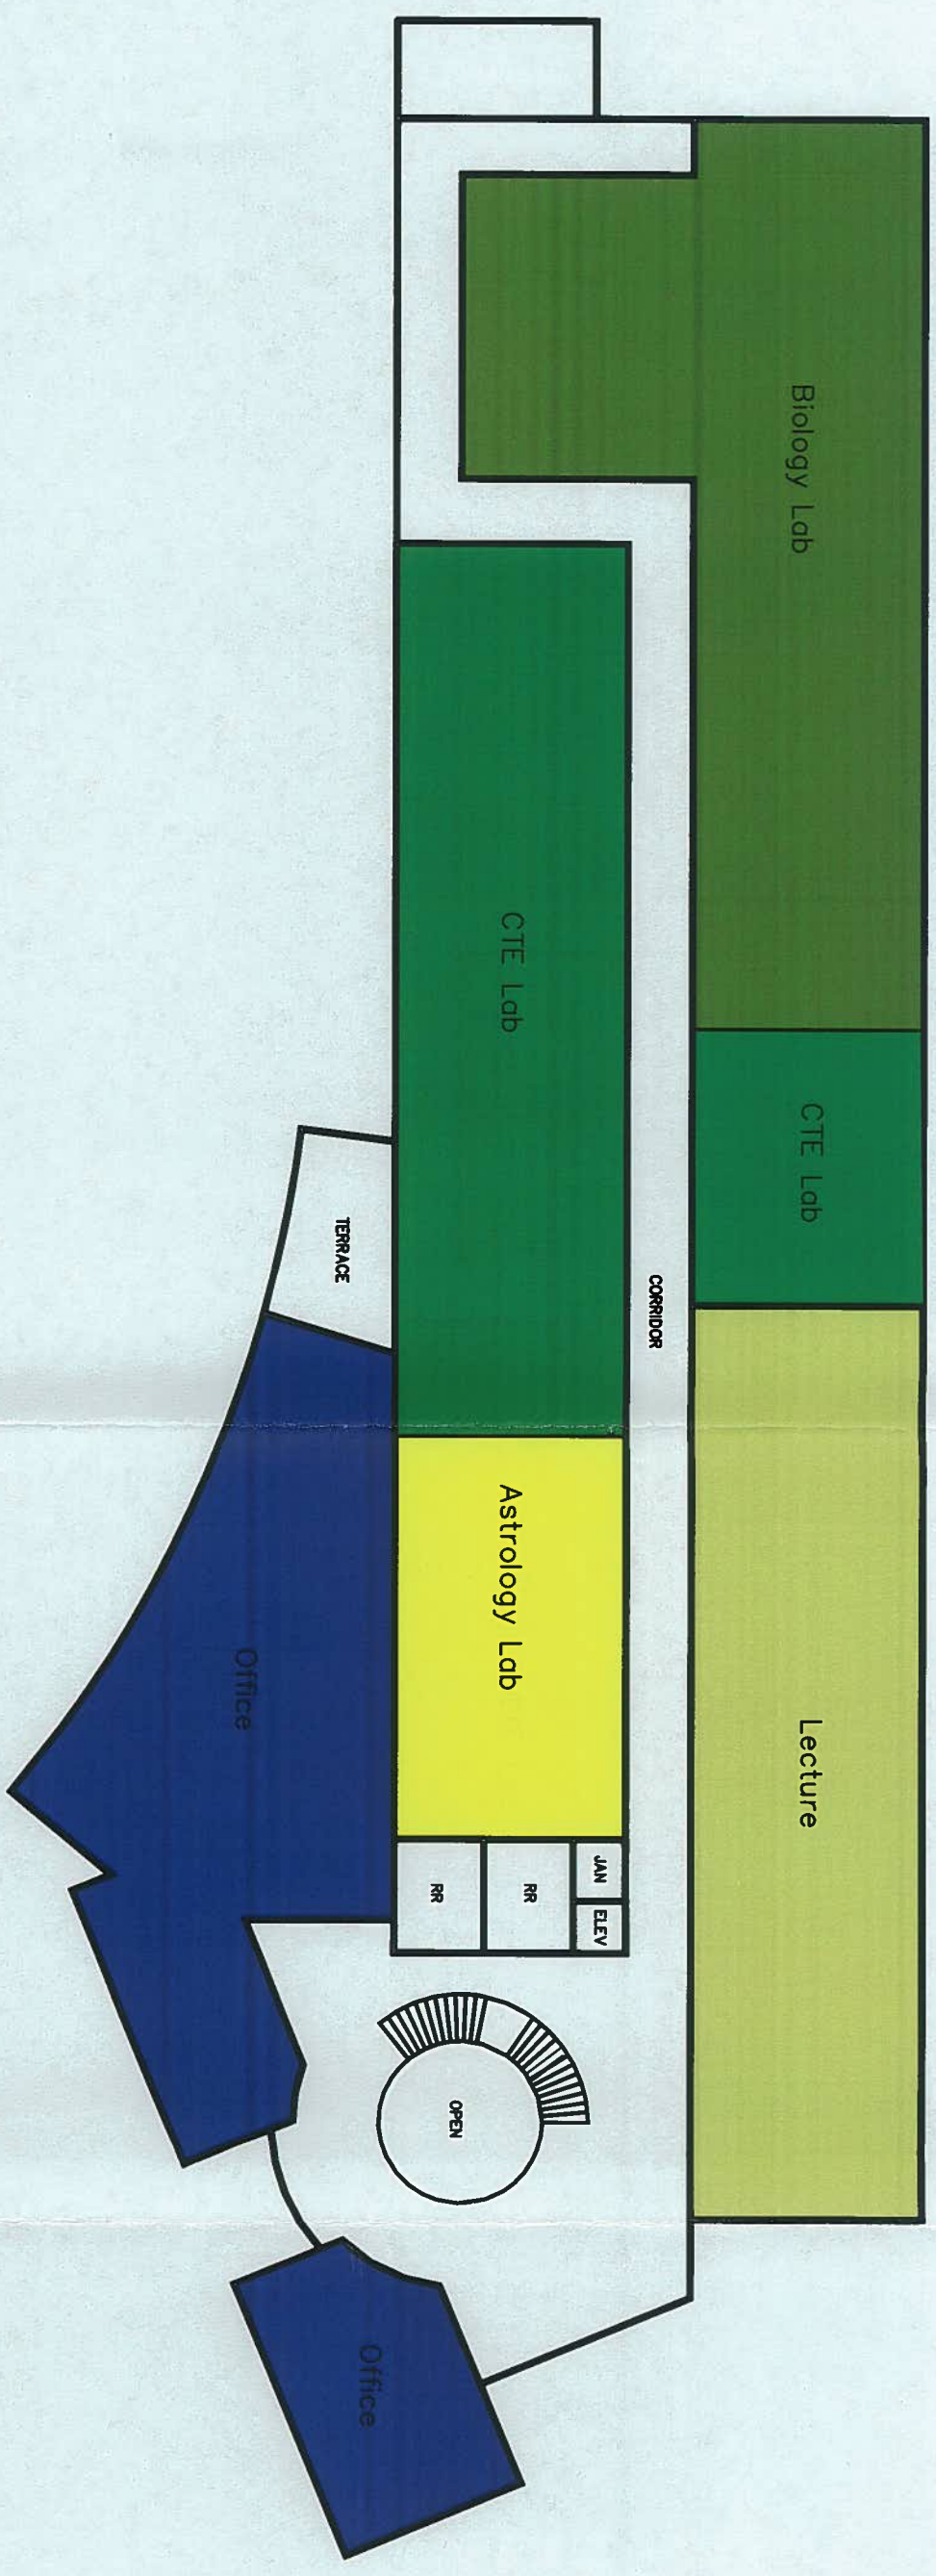 Biology Lab
CTE Lab
Lecture
CORRIDOR
CTE Lab
Astrology Lab
JAN
ELEV
RR
RR
OPEN
TERRACE
Office
Office